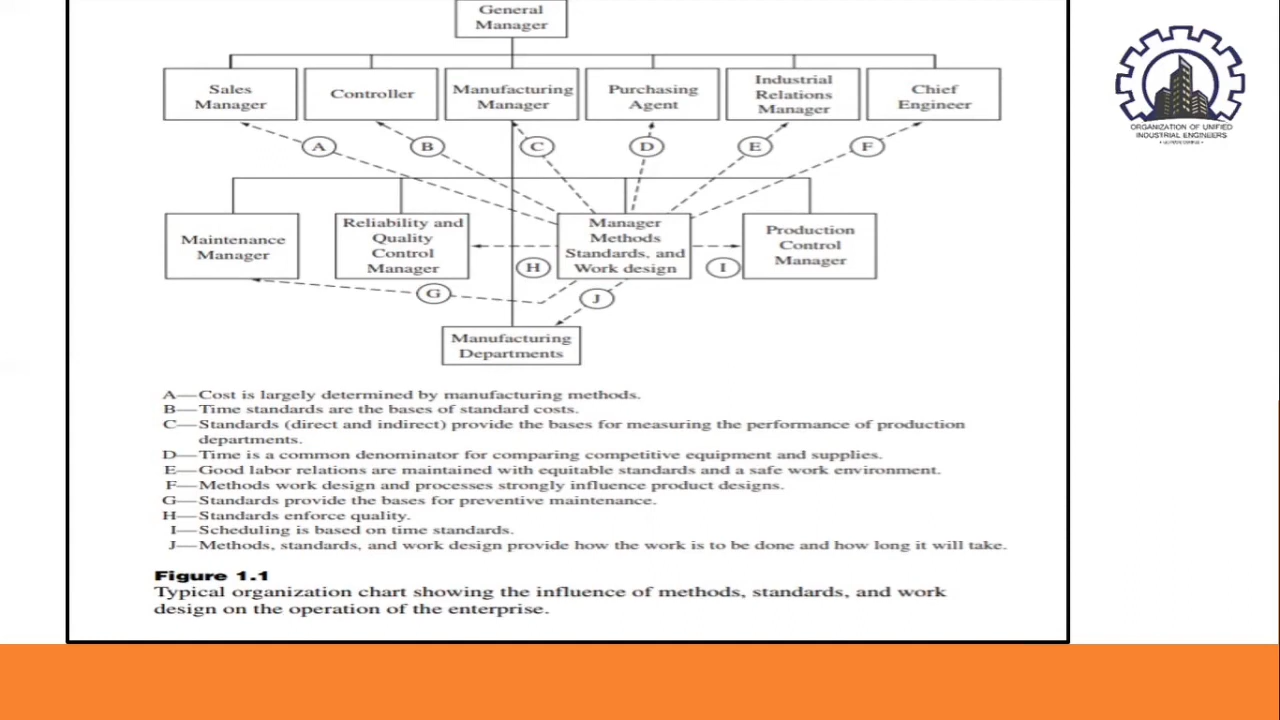 General
Manager
Sales
Manager
Controller
Manufacturing
Manager
Purchasing
Agent
Industrial
Relations
Manager
Chief
Engineer
A
B
C
D
E
F
Maintenance
Manager
Reliability and
Quality
Control
Manager
Manager
Methods
Standards, and
Work design
Production
Control
Manager
H
I
G
J
Manufacturing
Departments
A—Cost is largely determined by manufacturing methods.
B—Time standards are the bases of standard costs.
C—Standards (direct and indirect) provide the bases for measuring the performance of production
departments.
D—Time is a common denominator for comparing competitive equipment and supplies.
E—Good labor relations are maintained with equitable standards and a safe work environment.
F—Methods work design and processes strongly influence product designs.
G—Standards provide the bases for preventive maintenance.
H—Standards enforce quality.
I—Scheduling is based on time standards.
J—Methods, standards, and work design provide how the work is to be done and how long it will take.
Figure 1.1
Typical organization chart showing the influence of methods, standards, and work
design on the operation of the enterprise.
ORGANIZATION OF UNIFIED
INDUSTRIAL ENGINEERS